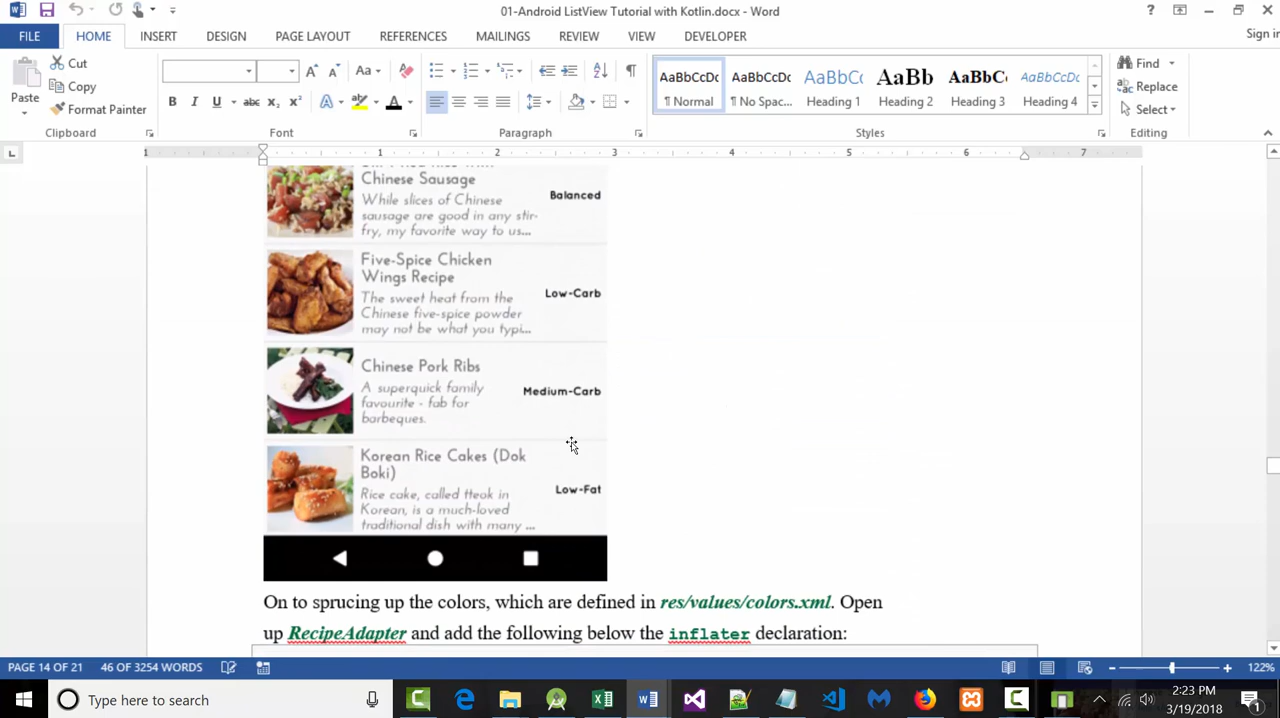 01-Android ListView Tutorial with Kotlin.docx - Word
Sign in
FILE HOME INSERT DESIGN PAGE LAYOUT REFERENCES MAILINGS REVIEW VIEW DEVELOPER
Paste
Cut
Copy
Format Painter
Clipboard
Font
Paragraph
AaBbCcDc AaBbCcDc AaBbCc AaBb AaBbC AaBbCcDc
¶ Normal ¶ No Spac... Heading 1 Heading 2 Heading 3 Heading 4
Styles
Find
Replace
Select
Editing
1 1 2 3 4 5 6 7
Chinese Sausage
While slices of Chinese
sausage are good in any stir-
fry, my favorite way to us...
Balanced
Five-Spice Chicken
Wings Recipe
The sweet heat from the
Chinese five-spice powder
may not be what you typi...
Low-Carb
Chinese Pork Ribs
A superquick family
favourite - fab for
barbeques.
Medium-Carb
Korean Rice Cakes (Dok
Boki)
Rice cake, called tteok in
Korean, is a much-loved
traditional dish with many ...
Low-Fat
On to sprucing up the colors, which are defined in res/values/colors.xml. Open
up RecipeAdapter and add the following below the inflater declaration:
PAGE 14 OF 21 46 OF 3254 WORDS 122%
Type here to search
2:23 PM
3/19/2018